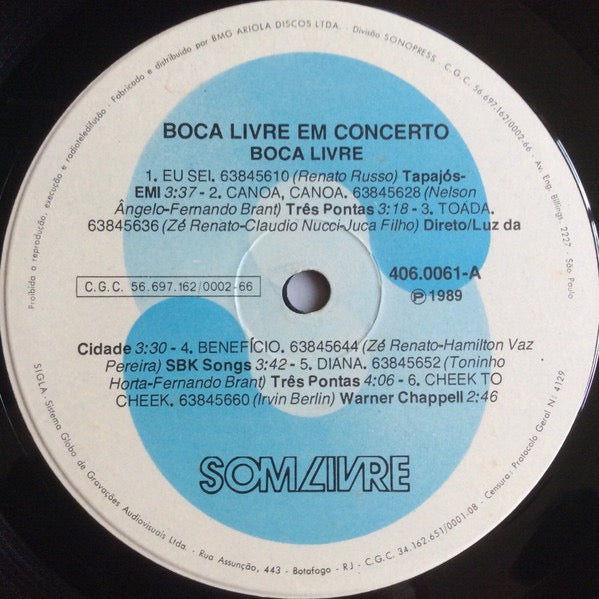 BOCA LIVRE EM CONCERTO
BOCA LIVRE
1. EU SEI. 63845610 (Renato Russo) Tapajós-
EMI 3:37 - 2. CANOA, CANOA. 63845628 (Nelson
Ângelo-Fernando Brant) Três Pontas 3:18 - 3. TOADA.
63845636 (Zé Renato-Claudio Nucci-Juca Filho) Direto/Luz da
406.0061-A
C.G.C. 56.697.162/0002-66
Ⓟ 1989
Cidade 3:30 - 4. BENEFÍCIO. 63845644 (Zé Renato-Hamilton Vaz
Pereira) SBK Songs 3:42 - 5. DIANA. 63845652 (Toninho
Horta-Fernando Brant) Três Pontas 4:06 - 6. CHEEK TO
CHEEK. 63845660 (Irvin Berlin) Warner Chappell 2:46
SOM LIVRE
Proibida a reprodução, execução e radioteledifusão - Fabricado e distribuído por BMG ARIOLA DISCOS LTDA. - Divisão SONOPRESS - C.G.C. 56.697.162/0002-66 - Av. Eng. Billings, 2227 - São Paulo
SIGLA - Sistema Globo de Gravações Audiovisuais Ltda. - Rua Assunção, 443 - Botafogo - RJ - C.G.C. 34.162.651/0001-08 - Censura: Protocolo Geral Nº 4129